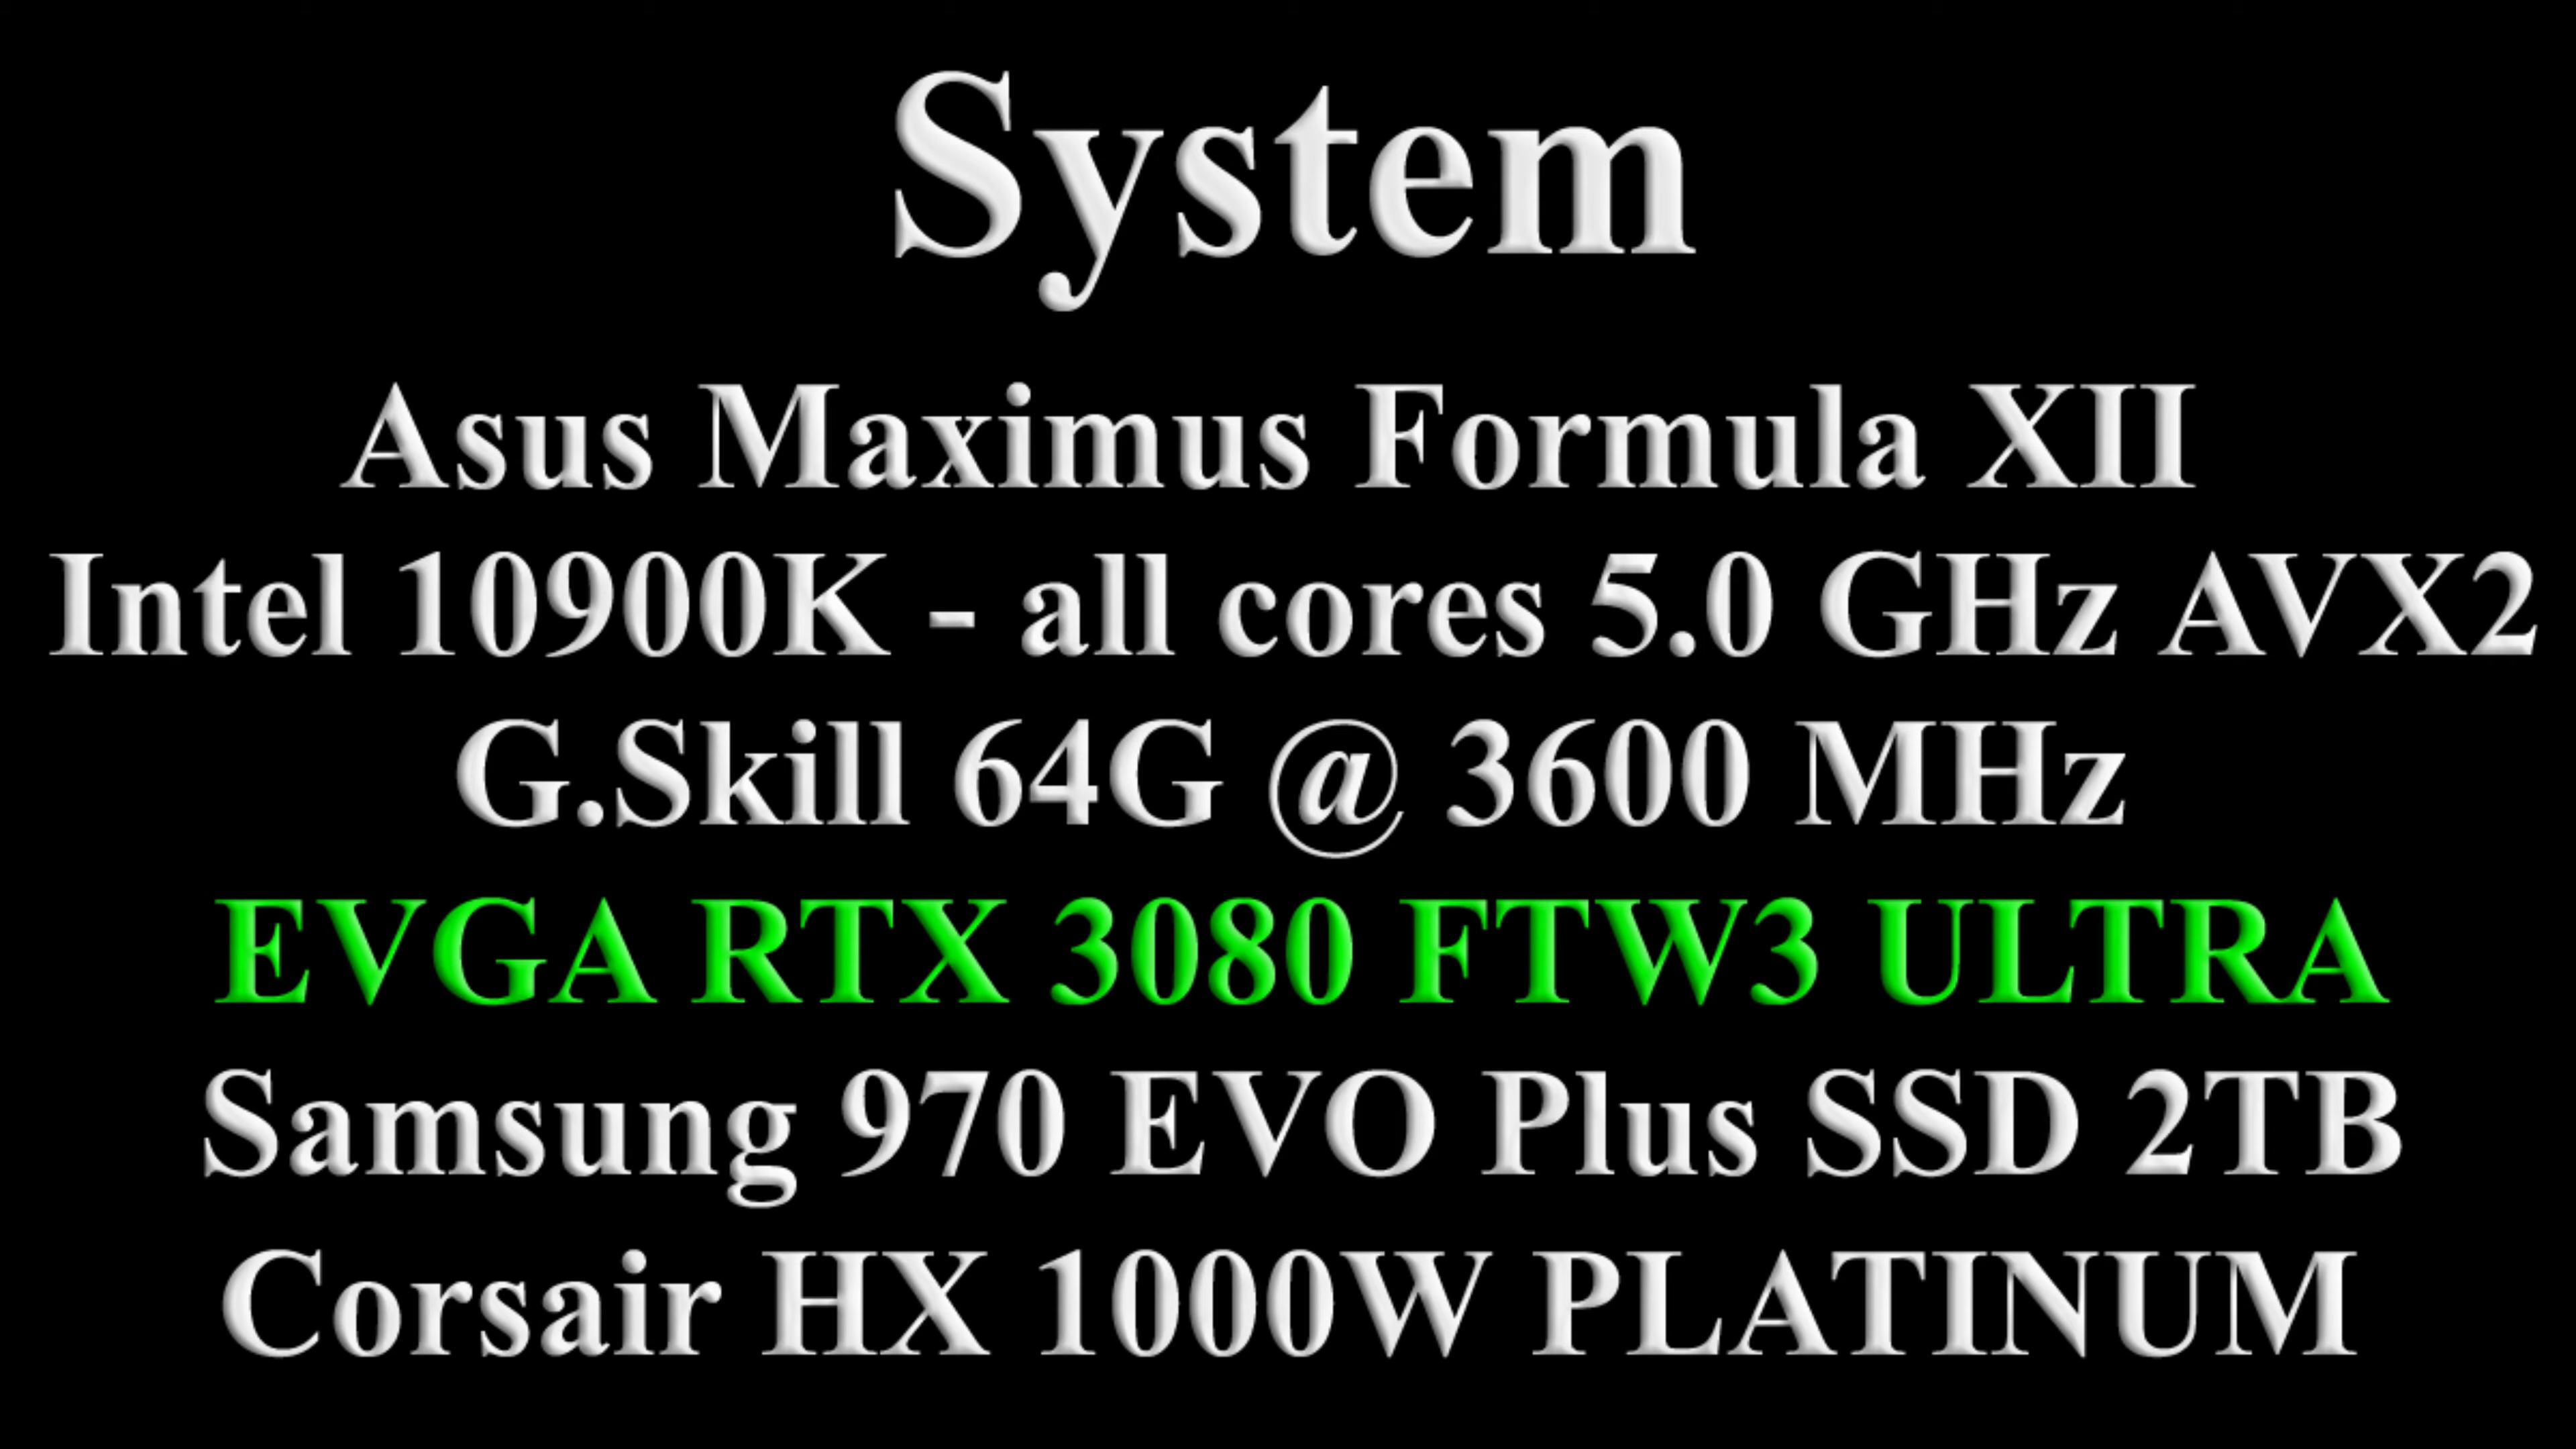 System
Asus Maximus Formula XII
Intel 10900K - all cores 5.0 GHz AVX2
G.Skill 64G @ 3600 MHz
EVGA RTX 3080 FTW3 ULTRA
Samsung 970 EVO Plus SSD 2TB
Corsair HX 1000W PLATINUM